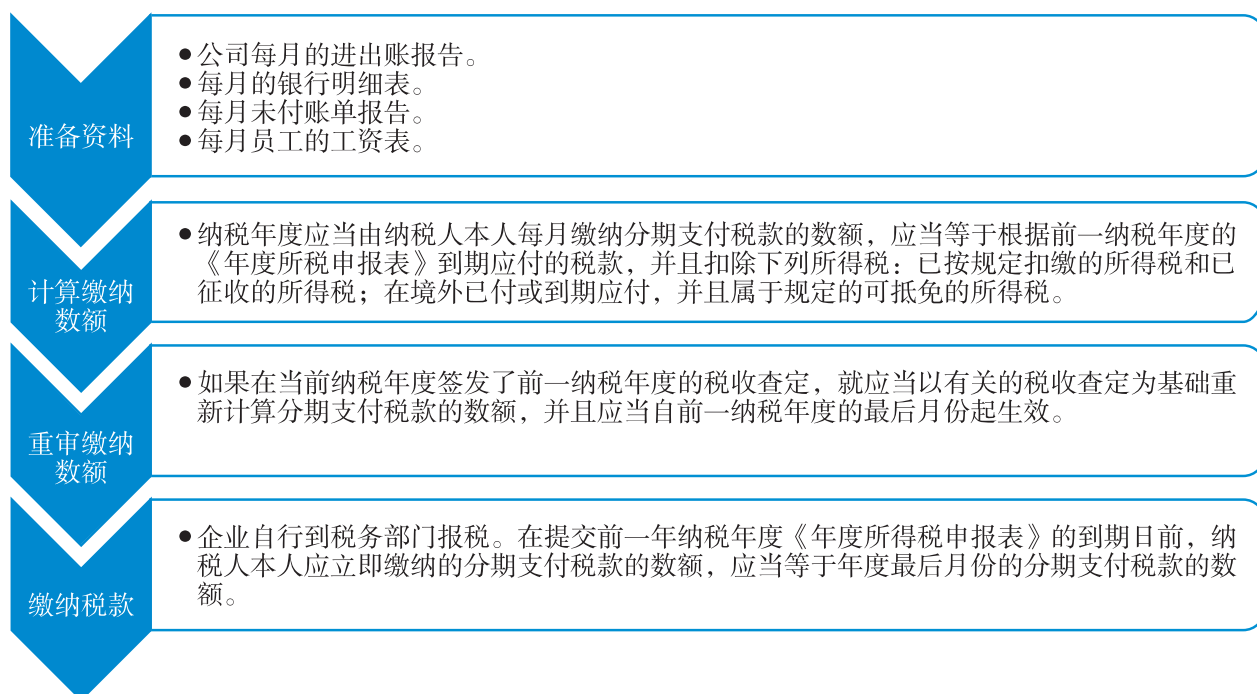 准备资料
●公司每月的进出账报告。
●每月的银行明细表。
●每月未付账单报告。
●每月员工的工资表。
计算缴纳
数额
●纳税年度应当由纳税人本人每月缴纳分期支付税款的数额，应当等于根据前一纳税年度的
《年度所税申报表》到期应付的税款，并且扣除下列所得税：已按规定扣缴的所得税和已
征收的所得税；在境外已付或到期应付，并且属于规定的可抵免的所得税。
重审缴纳
数额
●如果在当前纳税年度签发了前一纳税年度的税收查定，就应当以有关的税收查定为基础重
新计算分期支付税款的数额，并且应当自前一纳税年度的最后月份起生效。
缴纳税款
●企业自行到税务部门报税。在提交前一年纳税年度《年度所得税申报表》的到期日前，纳
税人本人应立即缴纳的分期支付税款的数额，应当等于年度最后月份的分期支付税款的数
额。